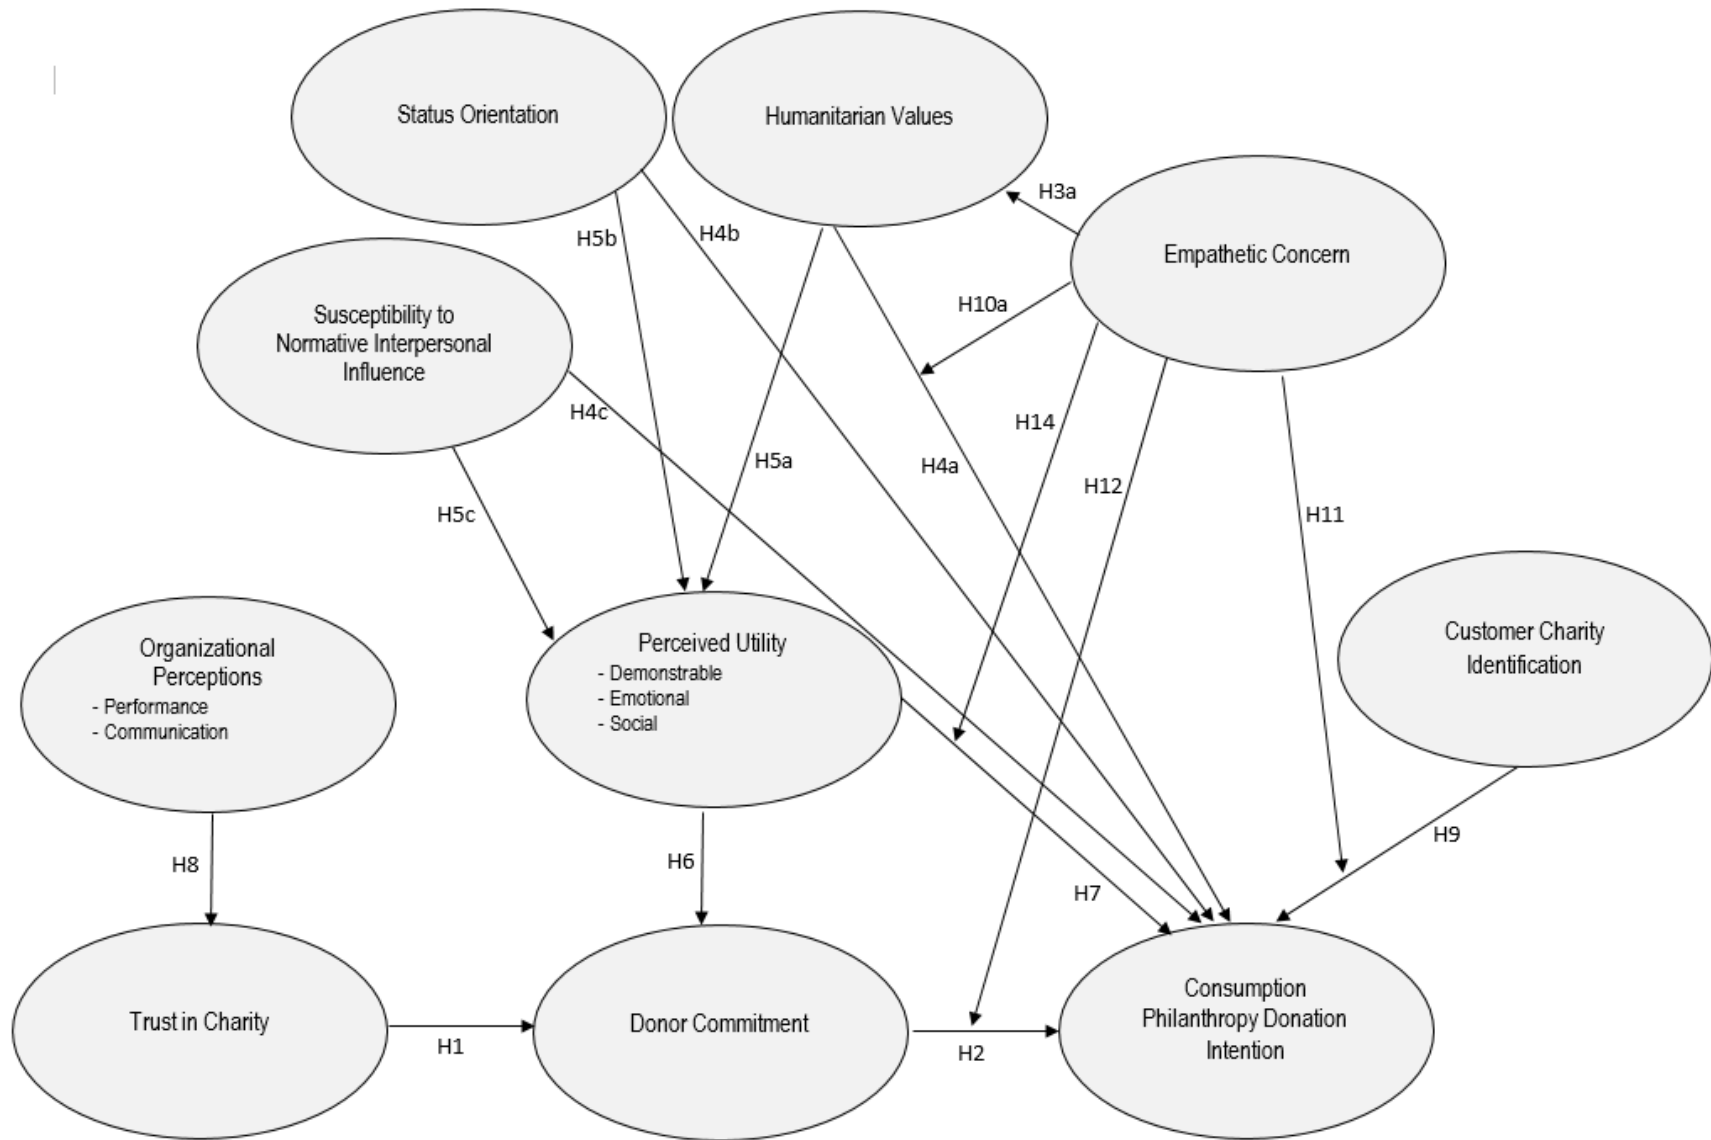 Status Orientation
Humanitarian Values
H3a
Empathetic Concern
H5b
H4b
H10a
Susceptibility to
Normative Interpersonal
Influence
H4c
H14
H5a
H4a
H12
H5c
H11
Organizational
Perceptions
- Performance
- Communication
Perceived Utility
- Demonstrable
- Emotional
- Social
Customer Charity
Identification
H8
H6
H7
H9
Trust in Charity
H1
Donor Commitment
H2
Consumption
Philanthropy Donation
Intention